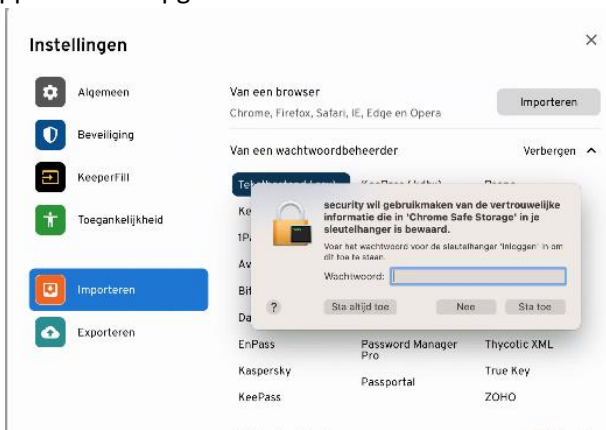 Instellingen
Algemeen
Beveiliging
KeeperFill
Toegankelijkheid
Importeren
Exporteren
Van een browser
Chrome, Firefox, Safari, IE, Edge en Opera
Importeren
Van een wachtwoordbeheerder
Verbergen
security wil gebruikmaken van de
vertrouwelijke
informatie die in 'Chrome Safe
Storage' in je
sleutelhanger is bewaard.
Voer het wachtwoord voor de sleutelhanger 'Inloggen' in om
dit toe te staan.
Wachtwoord:
?
Sta altijd toe
Nee
Sta toe
EnPass
Password Manager
Pro
Thycotic XML
Kaspersky
Passportal
True Key
KeePass
ZOHO